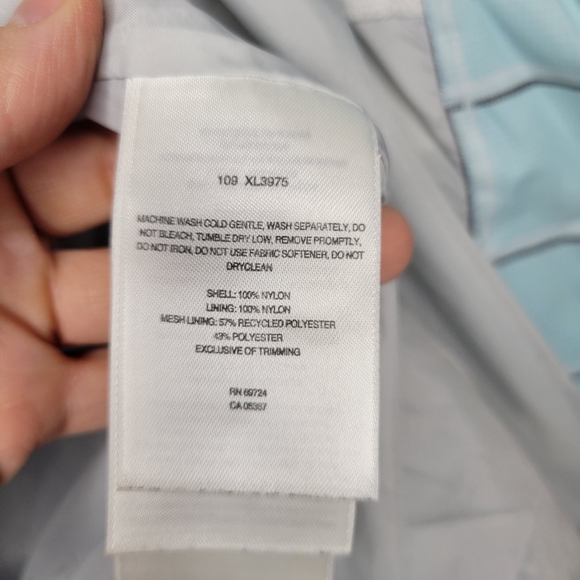 109 XL3975
MACHINE WASH COLD GENTLE, WASH SEPARATELY, DO
NOT BLEACH, TUMBLE DRY LOW, REMOVE PROMPTLY,
DO NOT IRON, DO NOT USE FABRIC SOFTENER, DO NOT
DRYCLEAN
SHELL: 100% NYLON
LINING: 100% NYLON
MESH LINING: 57% RECYCLED POLYESTER
43% POLYESTER
EXCLUSIVE OF TRIMMING
RN 69724
CA 05367